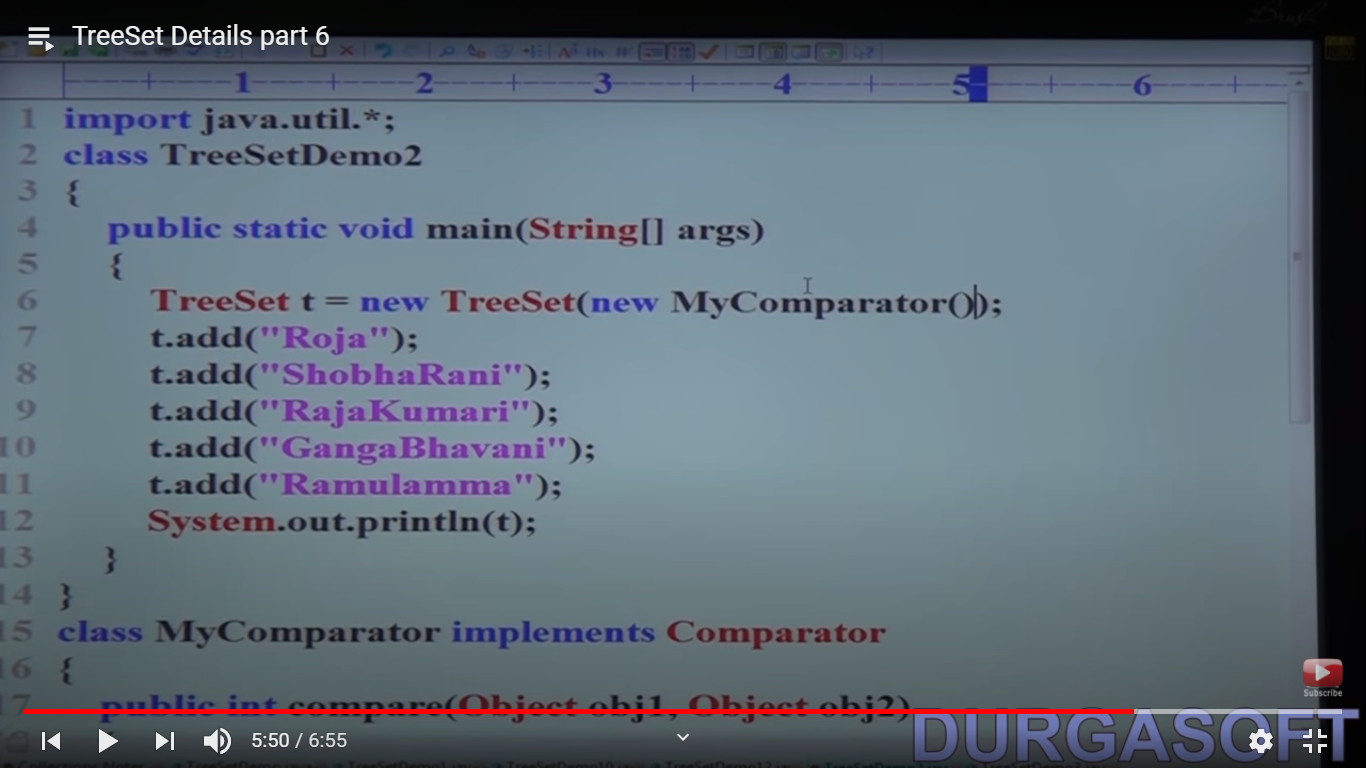 TreeSet Details part 6
1 2 3 4 5 6
1 import java.util.*;
2 class TreeSetDemo2
3 {
4 public static void main(String[] args)
5 {
6 TreeSet t = new TreeSet(new MyComparator());
7 t.add("Roja");
8 t.add("ShobhaRani");
9 t.add("RajaKumari");
10 t.add("GangaBhavani");
11 t.add("Ramulamma");
12 System.out.println(t);
13 }
14 }
15 class MyComparator implements Comparator
16 {
17 public int compare(Object obj1, Object obj2)
Subscribe
DURGASOFT
5:50 / 6:55